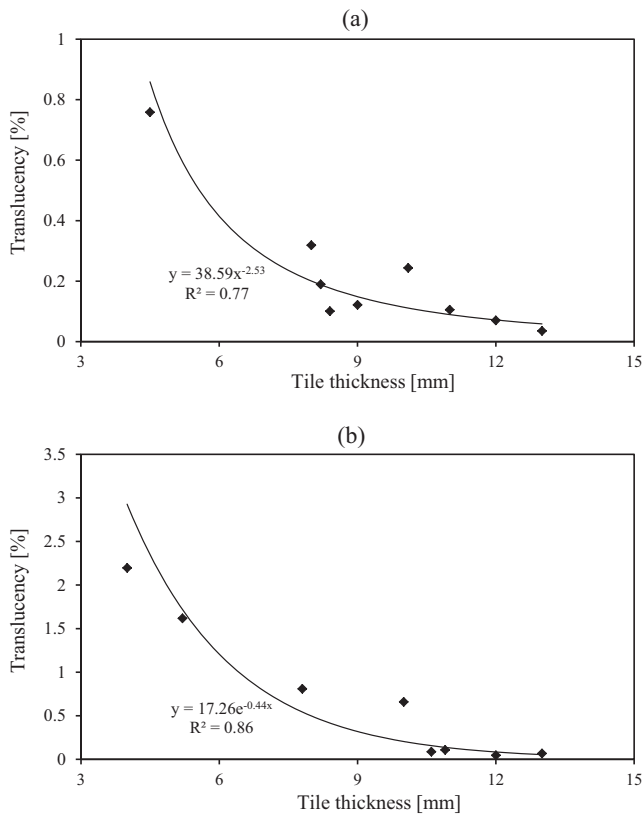 (a)
1
0.8
0.6
0.4
0.2
0
Translucency [%]
y = 38.59x⁻²·⁵³
R² = 0.77
3 6 9 12 15
Tile thickness [mm]
(b)
3.5
3
2.5
2
1.5
1
0.5
0
Translucency [%]
y = 17.26e⁻⁰·⁴⁴ˣ
R² = 0.86
3 6 9 12 15
Tile thickness [mm]